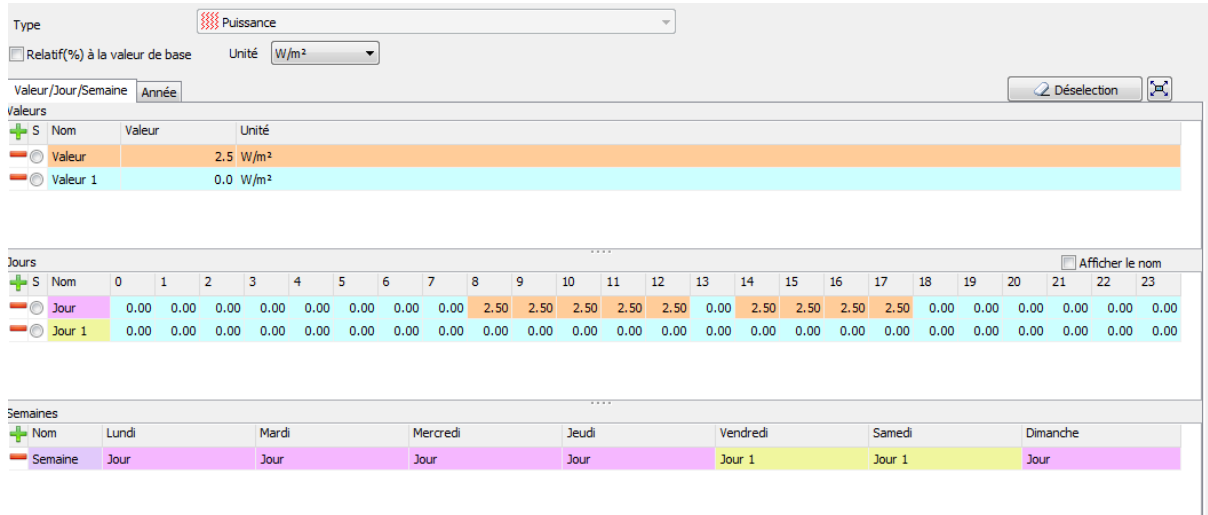 Type Puissance
Relatif(%) à la valeur de base Unité W/m²
Valeur/Jour/Semaine Année Déselection
Valeurs
S Nom Valeur Unité
Valeur 2.5 W/m²
Valeur 1 0.0 W/m²
Jours Afficher le nom
S Nom 0 1 2 3 4 5 6 7 8 9 10 11 12 13 14 15 16 17 18 19 20 21 22 23
Jour 0.00 0.00 0.00 0.00 0.00 0.00 0.00 0.00 2.50 2.50 2.50 2.50 2.50 0.00 2.50 2.50 2.50 2.50 0.00 0.00 0.00 0.00 0.00 0.00
Jour 1 0.00 0.00 0.00 0.00 0.00 0.00 0.00 0.00 0.00 0.00 0.00 0.00 0.00 0.00 0.00 0.00 0.00 0.00 0.00 0.00 0.00 0.00 0.00 0.00
Semaines
Nom Lundi Mardi Mercredi Jeudi Vendredi Samedi Dimanche
Semaine Jour Jour Jour Jour Jour 1 Jour 1 Jour